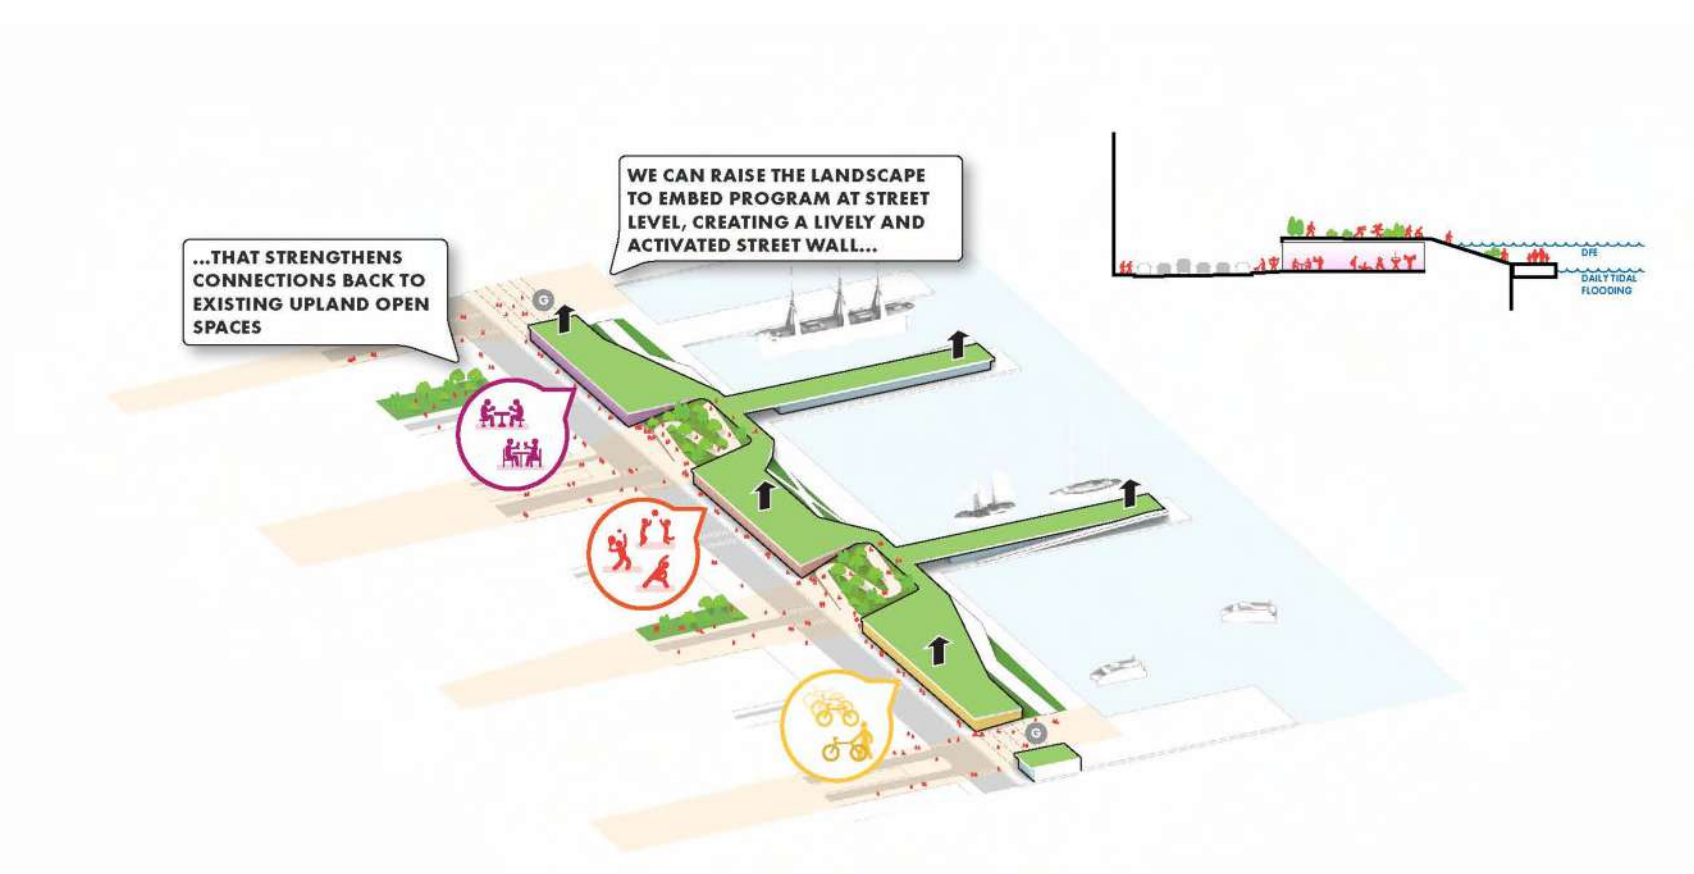 WE CAN RAISE THE LANDSCAPE
TO EMBED PROGRAM AT STREET
LEVEL, CREATING A LIVELY AND
ACTIVATED STREET WALL...
...THAT STRENGTHENS
CONNECTIONS BACK TO
EXISTING UPLAND OPEN
SPACES
DFE
DAILY TIDAL
FLOODING
G
G